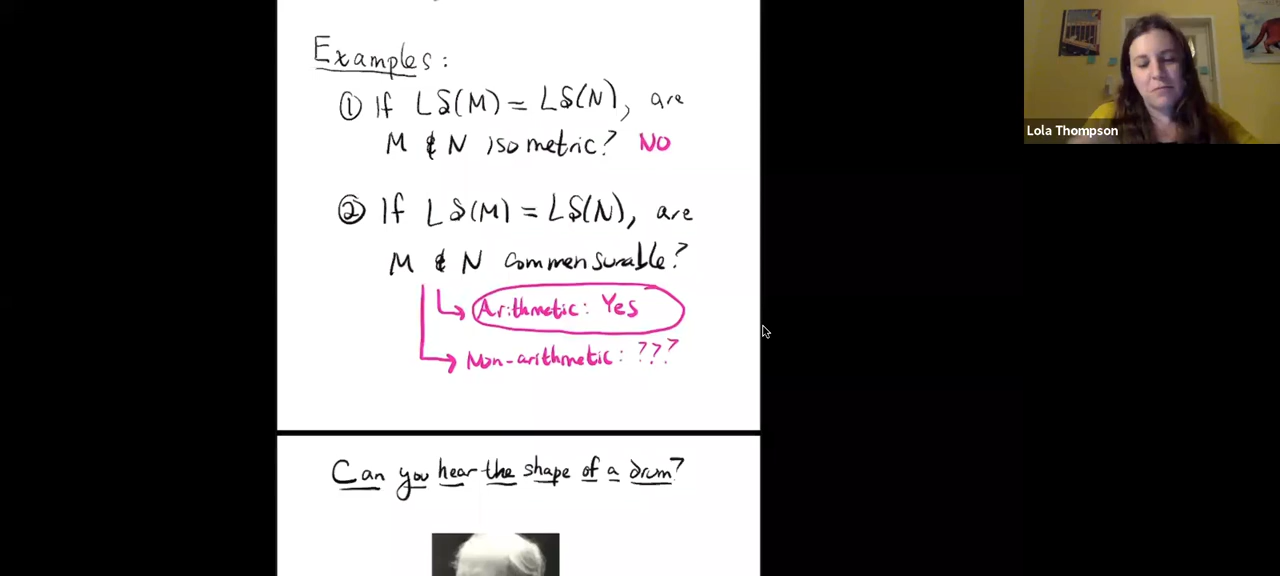 Examples:
① If LS(M) = LS(N), are
M & N isometric? NO
② If LS(M) = LS(N), are
M & N commensurable?
Arithmetic: Yes
Non-arithmetic: ???
Can you hear the shape of a drum?
Lola Thompson